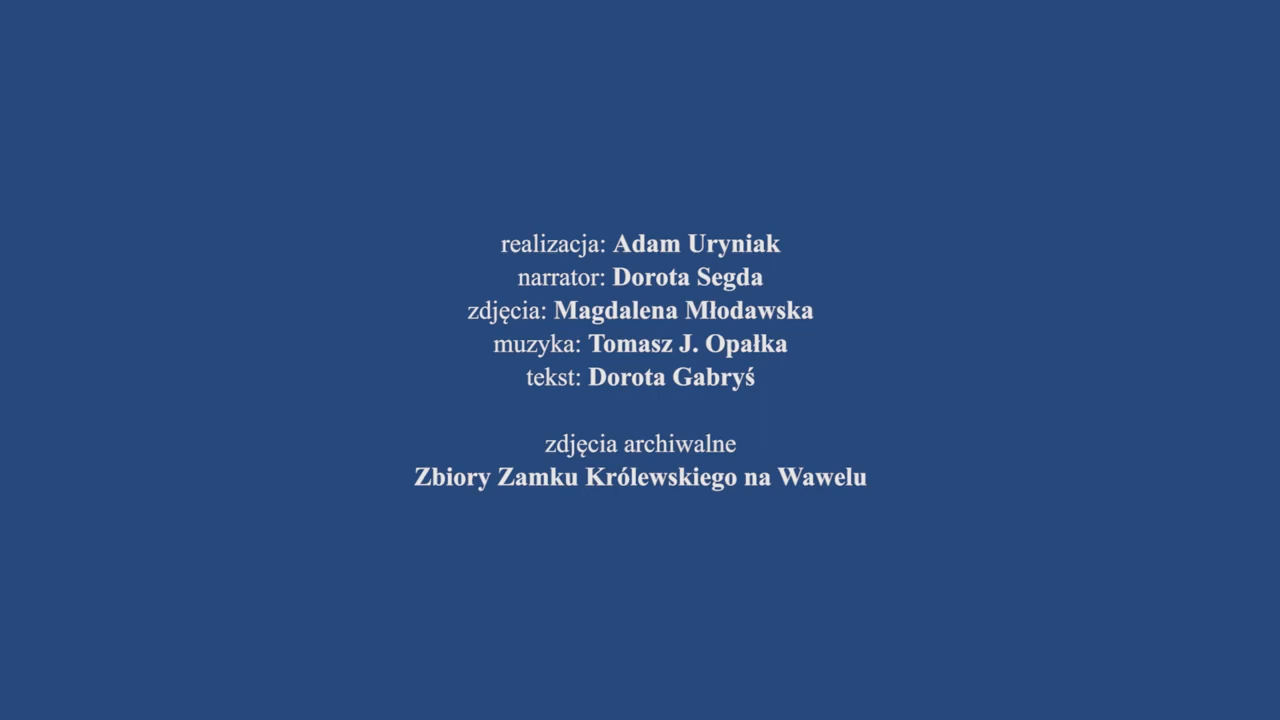 realizacja: Adam Uryniak
narrator: Dorota Segda
zdjęcia: Magdalena Młodawska
muzyka: Tomasz J. Opałka
tekst: Dorota Gabryś
zdjęcia archiwalne
Zbiory Zamku Królewskiego na Wawelu